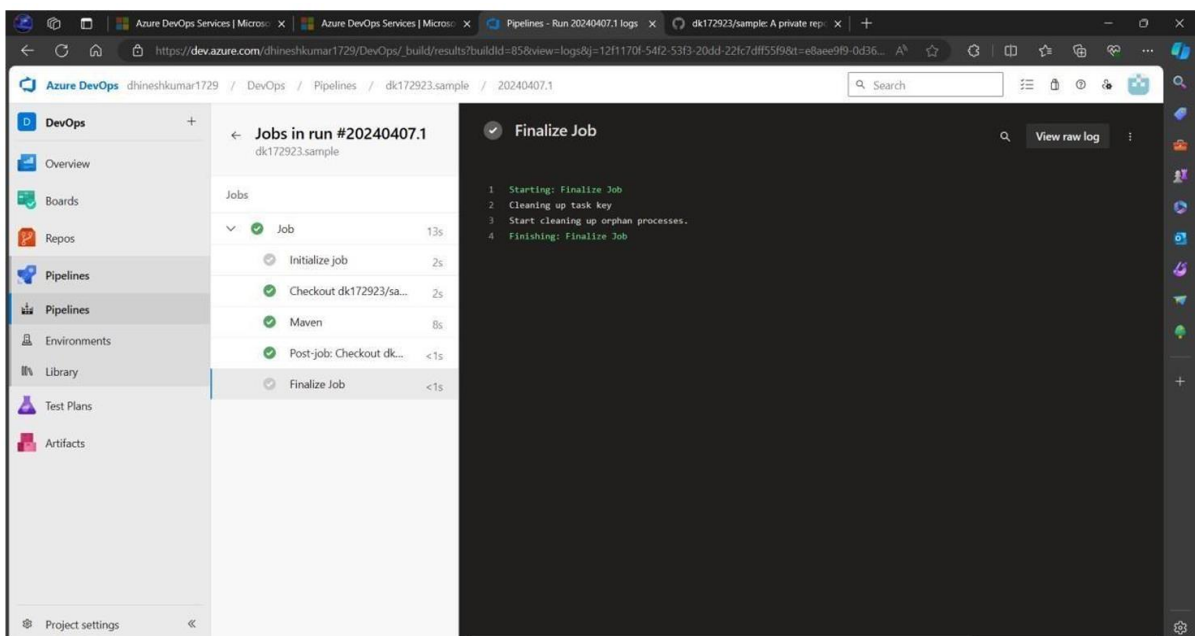 Azure DevOps Services | Microso
Azure DevOps Services | Microso
Pipelines - Run 20240407.1 logs
dk172923/sample: A private repo
https://dev.azure.com/dhineshkumar1729/DevOps/_build/results?buildId=85&view=logs&j=12f1170f-54f2-53f3-20dd-22fc7dff55f9&t=e8aee9f9-0d36...
Azure DevOps dhineshkumar1729 / DevOps / Pipelines / dk172923.sample / 20240407.1
Search
D DevOps
Overview
Boards
Repos
Pipelines
Pipelines
Environments
Library
Test Plans
Artifacts
Project settings
Jobs in run #20240407.1
dk172923.sample
Jobs
Job 13s
Initialize job 2s
Checkout dk172923/sa... 2s
Maven 8s
Post-job: Checkout dk... <1s
Finalize Job <1s
Finalize Job
View raw log
1 Starting: Finalize Job
2 Cleaning up task key
3 Start cleaning up orphan processes.
4 Finishing: Finalize Job